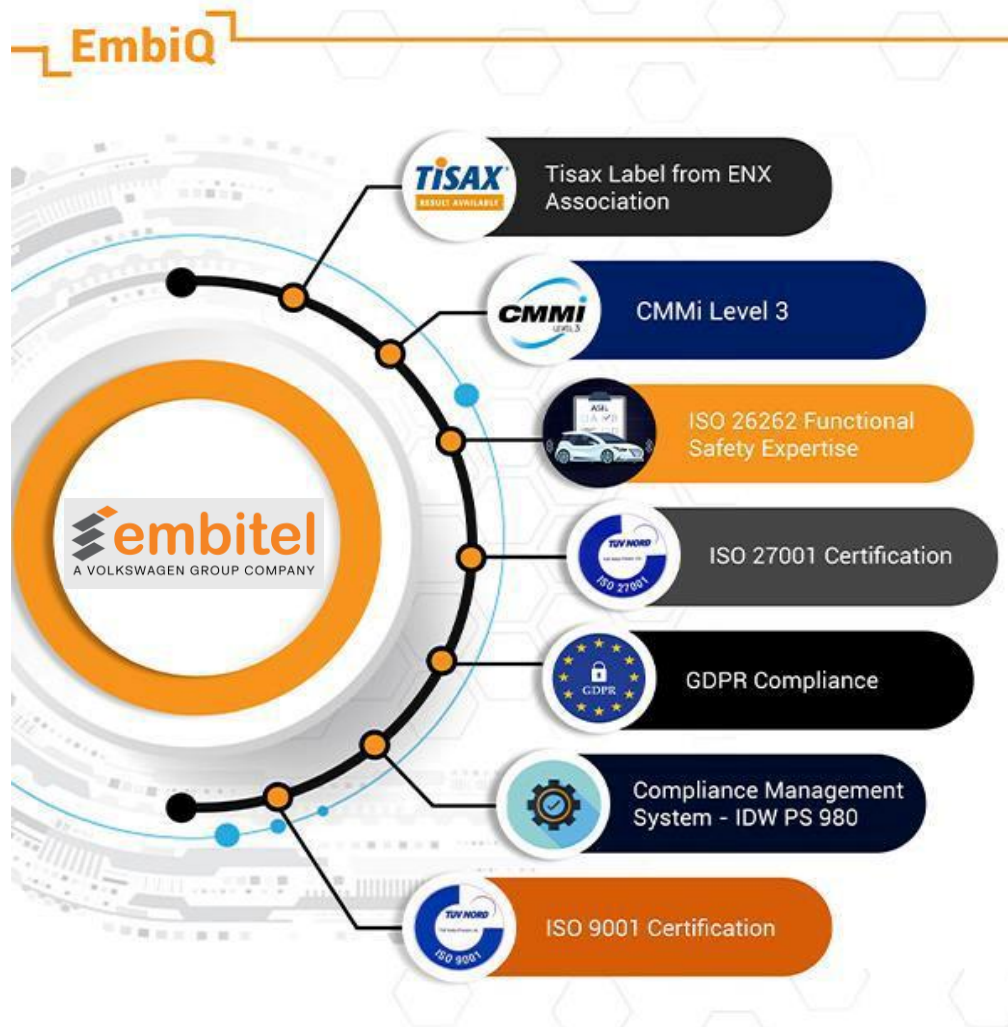 EmbiQ
TiSAX
RESULT AVAILABLE
Tisax Label from ENX
Association
CMMI
LEVEL 3
CMMi Level 3
ASIL
ISO 26262 Functional
Safety Expertise
embitel
A VOLKSWAGEN GROUP COMPANY
TÜV NORD
ISO 27001
ISO 27001 Certification
GDPR
GDPR Compliance
Compliance Management
System - IDW PS 980
TÜV NORD
ISO 9001
ISO 9001 Certification